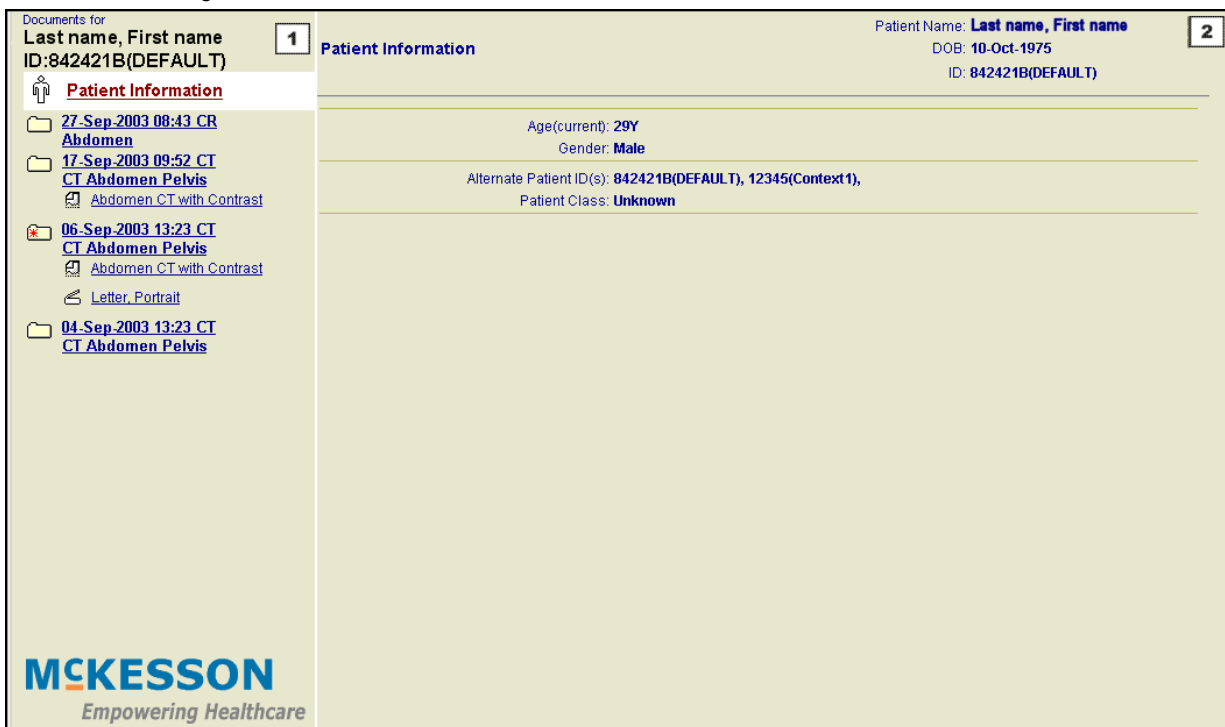 Documents for
Last name, First name
ID:842421B(DEFAULT)
1
Patient Information
27-Sep-2003 08:43 CR
Abdomen
17-Sep-2003 09:52 CT
CT Abdomen Pelvis
Abdomen CT with Contrast
06-Sep-2003 13:23 CT
CT Abdomen Pelvis
Abdomen CT with Contrast
Letter, Portrait
04-Sep-2003 13:23 CT
CT Abdomen Pelvis
MCKESSON
Empowering Healthcare
Patient Information
Patient Name: Last name, First name
DOB: 10-Oct-1975
ID: 842421B(DEFAULT)
2
Age(current): 29Y
Gender: Male
Alternate Patient ID(s): 842421B(DEFAULT), 12345(Context1),
Patient Class: Unknown